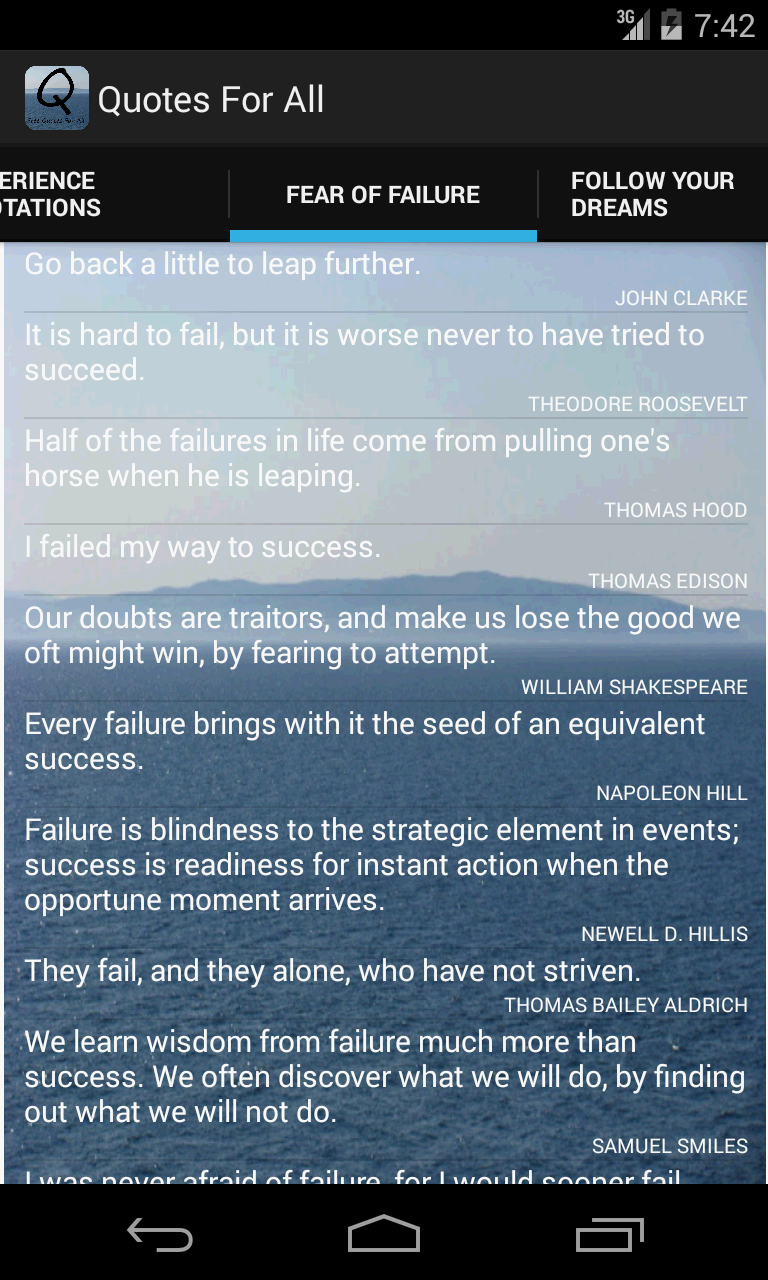 3G 7:42
Quotes For All
ERIENCE
FEAR OF FAILURE
FOLLOW YOUR
OTATIONS
DREAMS
Go back a little to leap further.
JOHN CLARKE
It is hard to fail, but it is worse never to have tried to
succeed.
THEODORE ROOSEVELT
Half of the failures in life come from pulling one's
horse when he is leaping.
THOMAS HOOD
I failed my way to success.
THOMAS EDISON
Our doubts are traitors, and make us lose the good we
oft might win, by fearing to attempt.
WILLIAM SHAKESPEARE
Every failure brings with it the seed of an equivalent
success.
NAPOLEON HILL
Failure is blindness to the strategic element in events;
success is readiness for instant action when the
opportune moment arrives.
NEWELL D. HILLIS
They fail, and they alone, who have not striven.
THOMAS BAILEY ALDRICH
We learn wisdom from failure much more than
success. We often discover what we will do, by finding
out what we will not do.
SAMUEL SMILES
I was never afraid of failure, for I would sooner fail